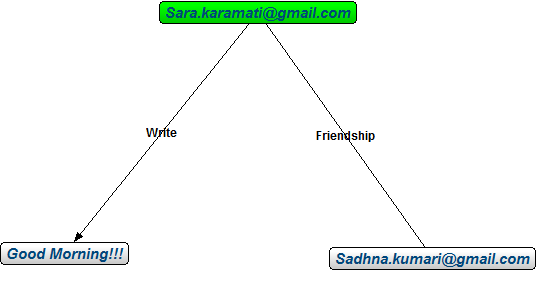 Sara.karamati@gmail.com
Write
Friendship
Good Morning!!!
Sadhna.kumari@gmail.com